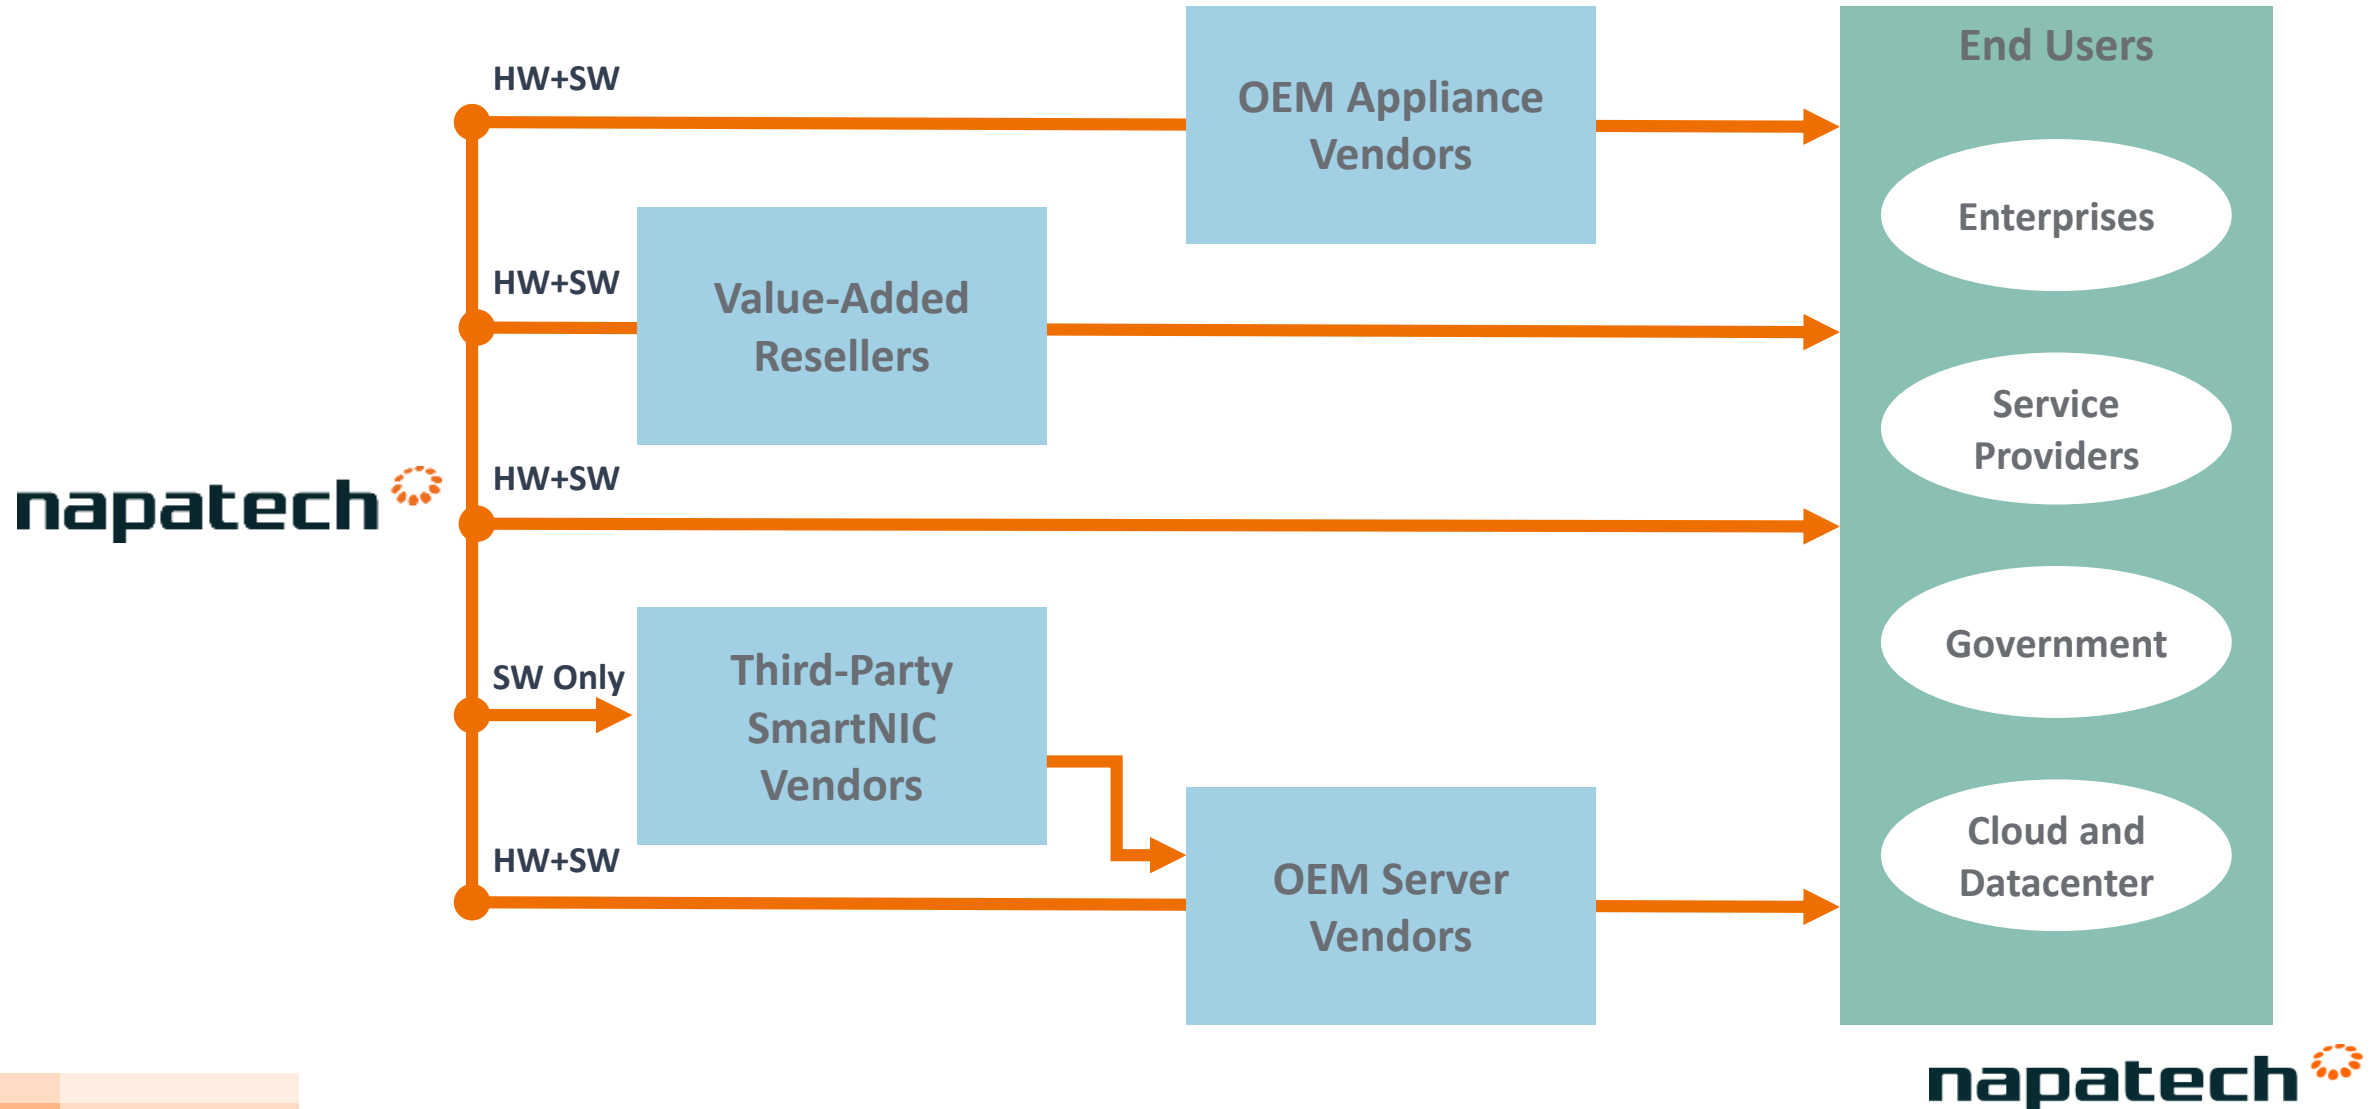 HW+SW
OEM Appliance
Vendors
End Users
Enterprises
HW+SW
Value-Added
Resellers
Service
Providers
napatech
HW+SW
Government
SW Only
Third-Party
SmartNIC
Vendors
HW+SW
OEM Server
Vendors
Cloud and
Datacenter
napatech